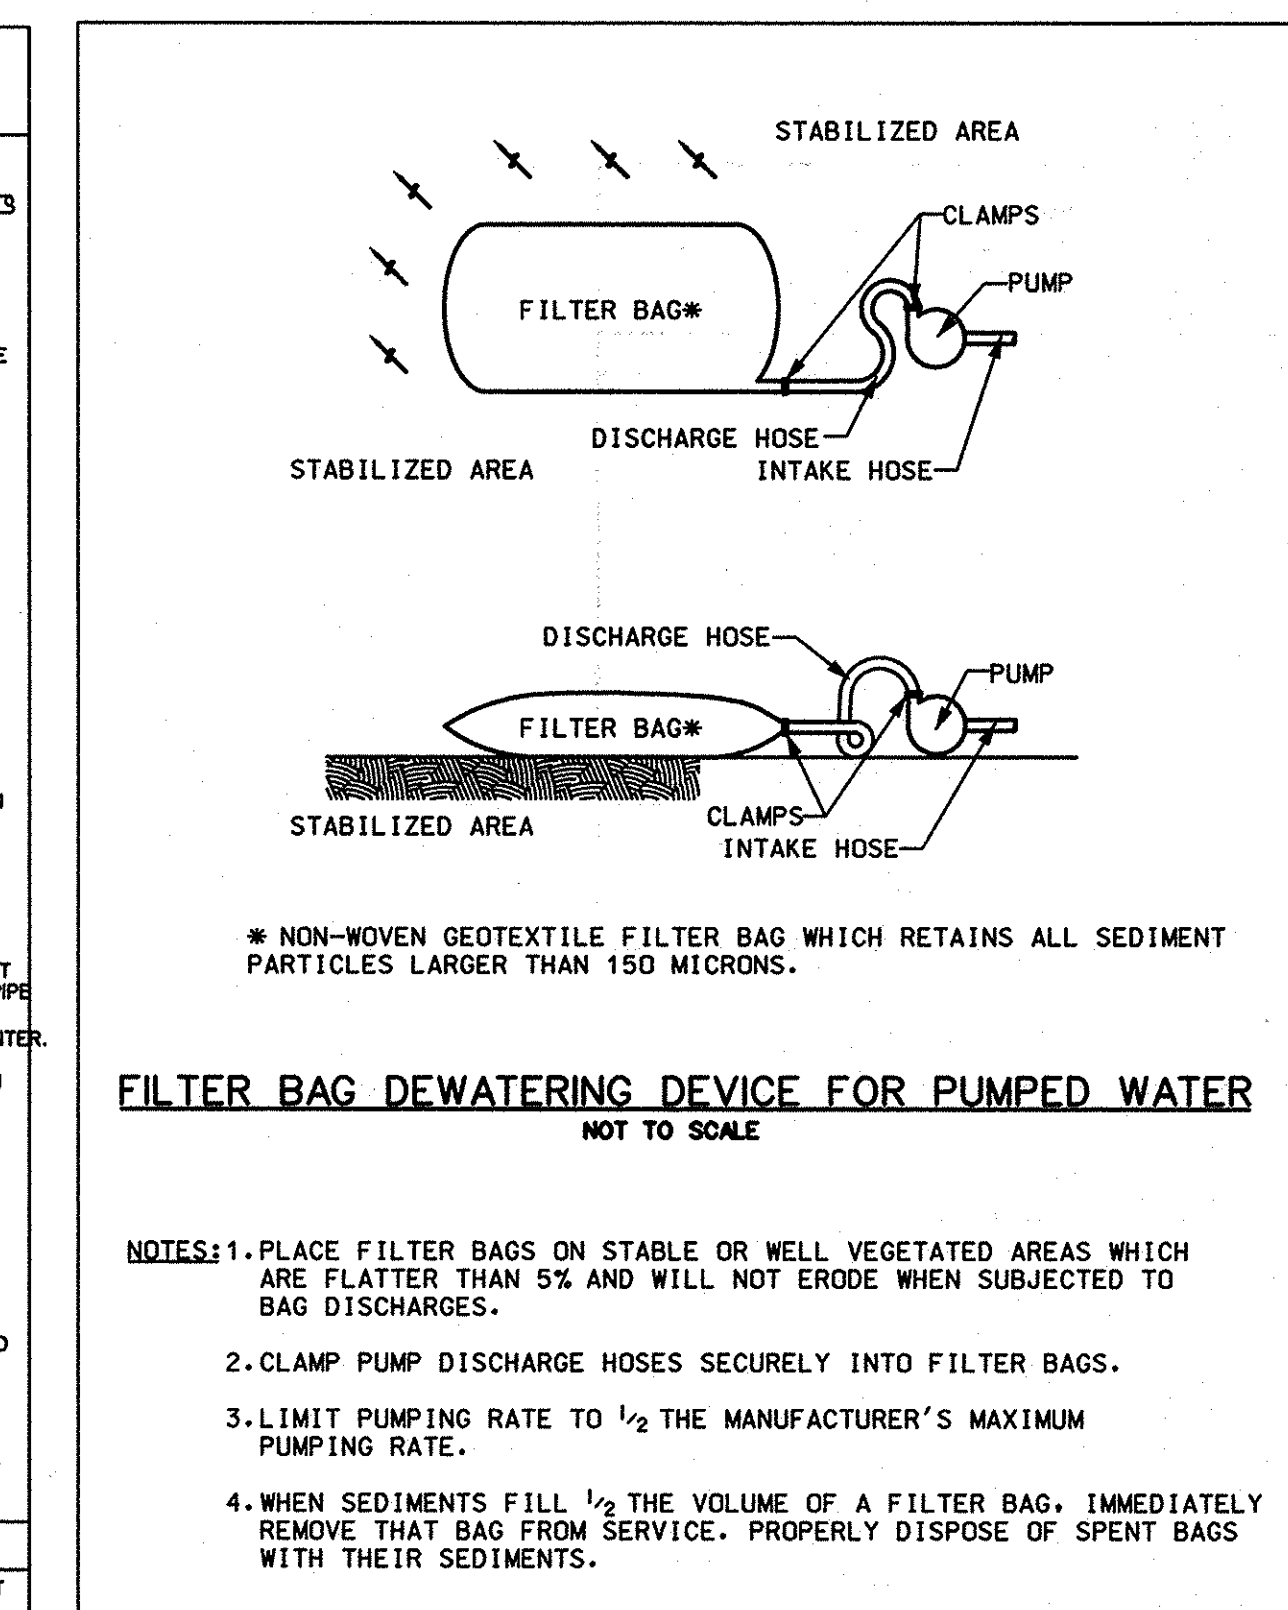 STABILIZED AREA
CLAMPS
PUMP
FILTER BAG*
DISCHARGE HOSE
STABILIZED AREA
INTAKE HOSE
DISCHARGE HOSE
PUMP
FILTER BAG*
CLAMPS
STABILIZED AREA
INTAKE HOSE
* NON-WOVEN GEOTEXTILE FILTER BAG WHICH RETAINS ALL SEDIMENT
PARTICLES LARGER THAN 150 MICRONS.
FILTER BAG DEWATERING DEVICE FOR PUMPED WATER
NOT TO SCALE
NOTES: 1. PLACE FILTER BAGS ON STABLE OR WELL VEGETATED AREAS WHICH
ARE FLATTER THAN 5% AND WILL NOT ERODE WHEN SUBJECTED TO
BAG DISCHARGES.
2. CLAMP PUMP DISCHARGE HOSES SECURELY INTO FILTER BAGS.
3. LIMIT PUMPING RATE TO 1/2 THE MANUFACTURER'S MAXIMUM
PUMPING RATE.
4. WHEN SEDIMENTS FILL 1/2 THE VOLUME OF A FILTER BAG, IMMEDIATELY
REMOVE THAT BAG FROM SERVICE. PROPERLY DISPOSE OF SPENT BAGS
WITH THEIR SEDIMENTS.